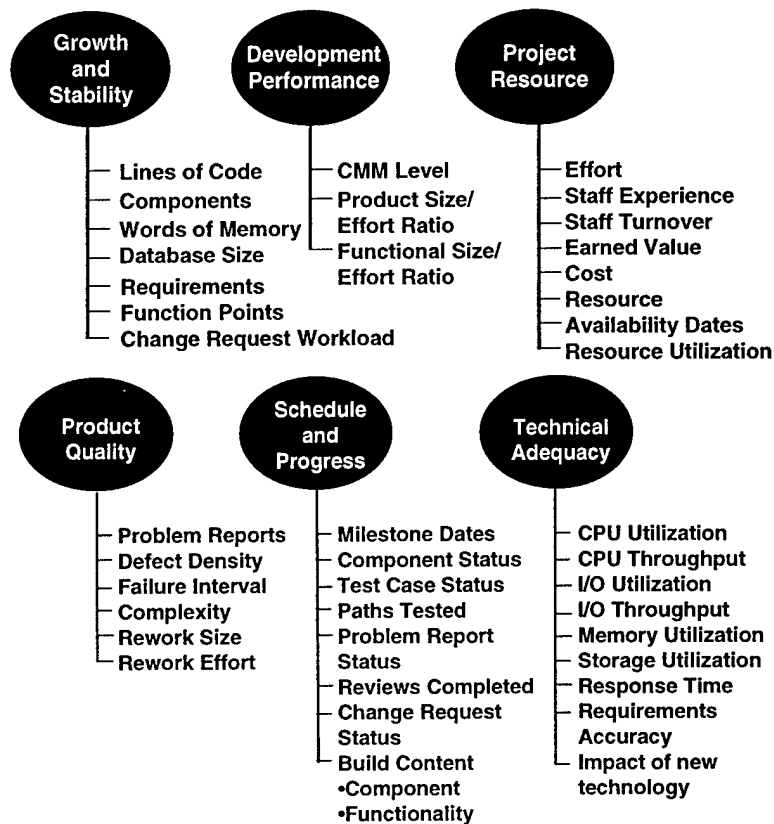 Growth
and
Stability
Lines of Code
Components
Words of Memory
Database Size
Requirements
Function Points
Change Request Workload
Development
Performance
CMM Level
Product Size/
Effort Ratio
Functional Size/
Effort Ratio
Project
Resource
Effort
Staff Experience
Staff Turnover
Earned Value
Cost
Resource
Availability Dates
Resource Utilization
Product
Quality
Problem Reports
Defect Density
Failure Interval
Complexity
Rework Size
Rework Effort
Schedule
and
Progress
Milestone Dates
Component Status
Test Case Status
Paths Tested
Problem Report
Status
Reviews Completed
Change Request
Status
Build Content
•Component
•Functionality
Technical
Adequacy
CPU Utilization
CPU Throughput
I/O Utilization
I/O Throughput
Memory Utilization
Storage Utilization
Response Time
Requirements
Accuracy
Impact of new
technology